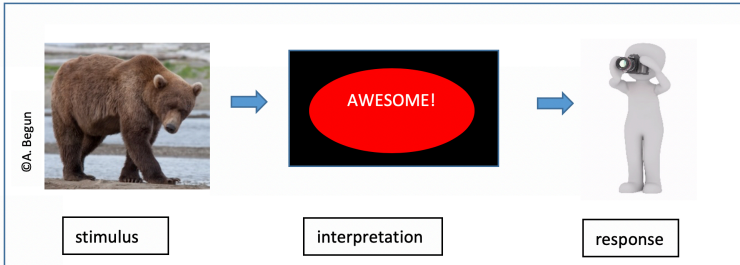 ©A. Begun
AWESOME!
stimulus
interpretation
response